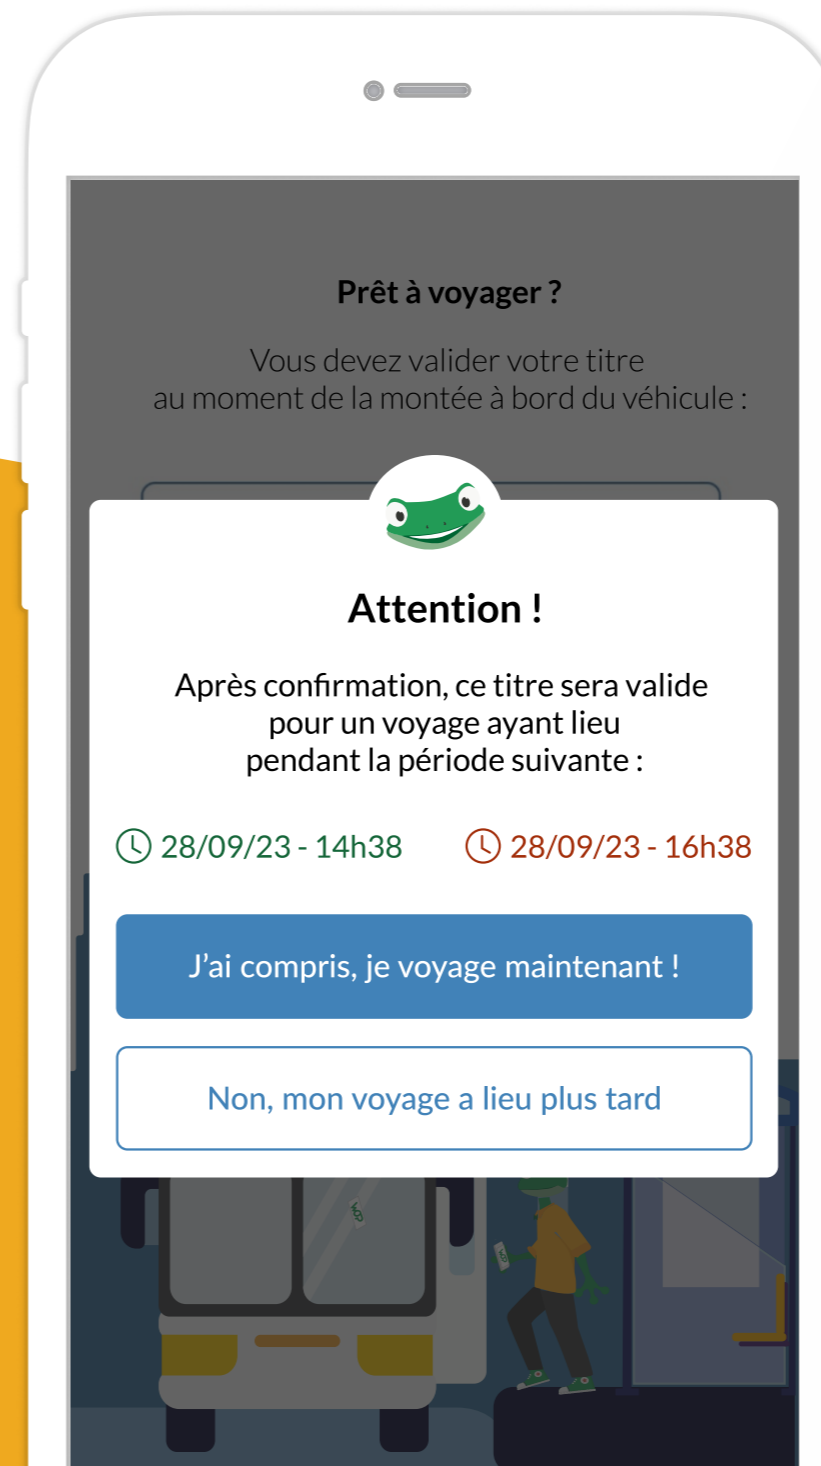 Prêt à voyager ?
Vous devez valider votre titre
au moment de la montée à bord du véhicule :
Attention !
Après confirmation, ce titre sera valide
pour un voyage ayant lieu
pendant la période suivante :
28/09/23 - 14h38
28/09/23 - 16h38
J’ai compris, je voyage maintenant !
Non, mon voyage a lieu plus tard